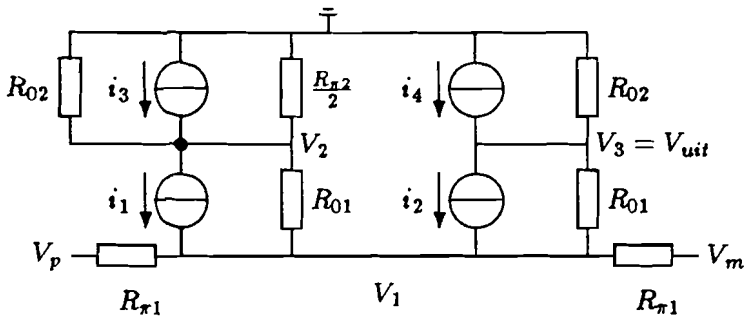 R02 i3 Rπ2/2 i4 R02
V2 V3 = Vuit
i1 R01 i2 R01
Vp Vm
Rπ1 V1 Rπ1